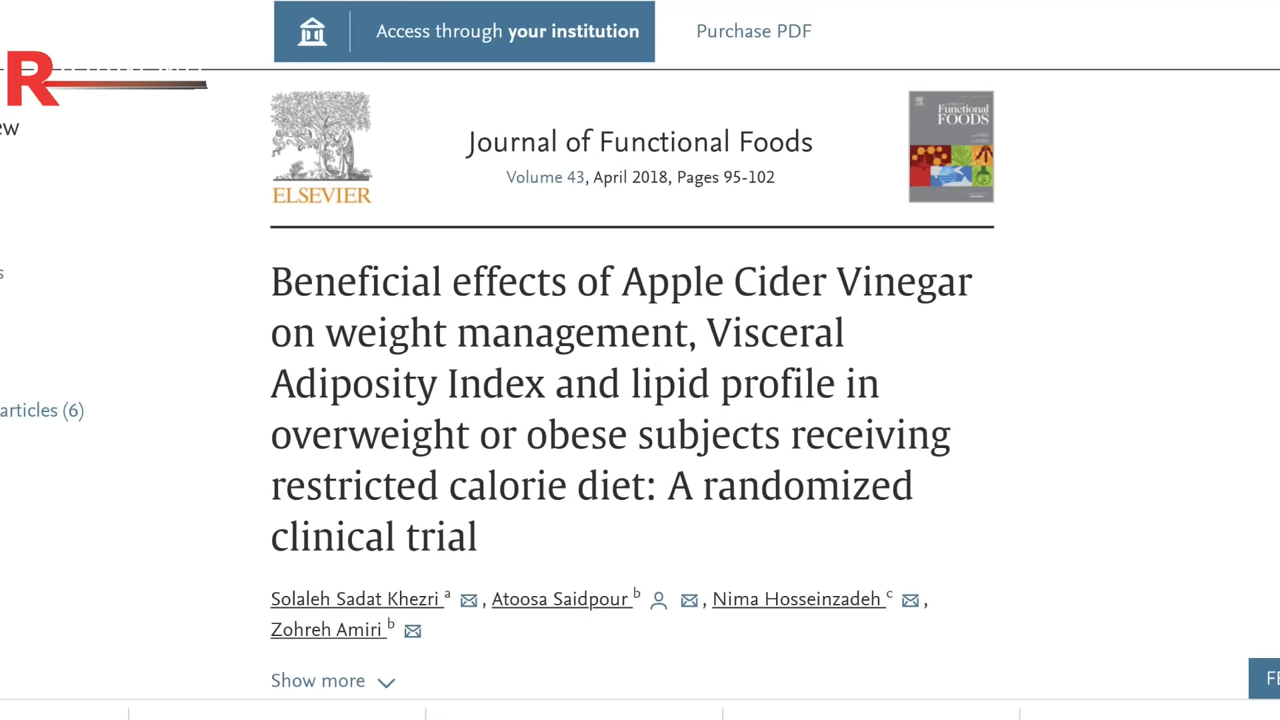 Access through your institution
Purchase PDF
R
ew
ELSEVIER
Journal of Functional Foods
Volume 43, April 2018, Pages 95-102
Functional
FOODS
Beneficial effects of Apple Cider Vinegar
on weight management, Visceral
Adiposity Index and lipid profile in
overweight or obese subjects receiving
restricted calorie diet: A randomized
clinical trial
s
articles (6)
Solaleh Sadat Khezri a , Atoosa Saidpour b , Nima Hosseinzadeh c ,
Zohreh Amiri b
Show more
FE